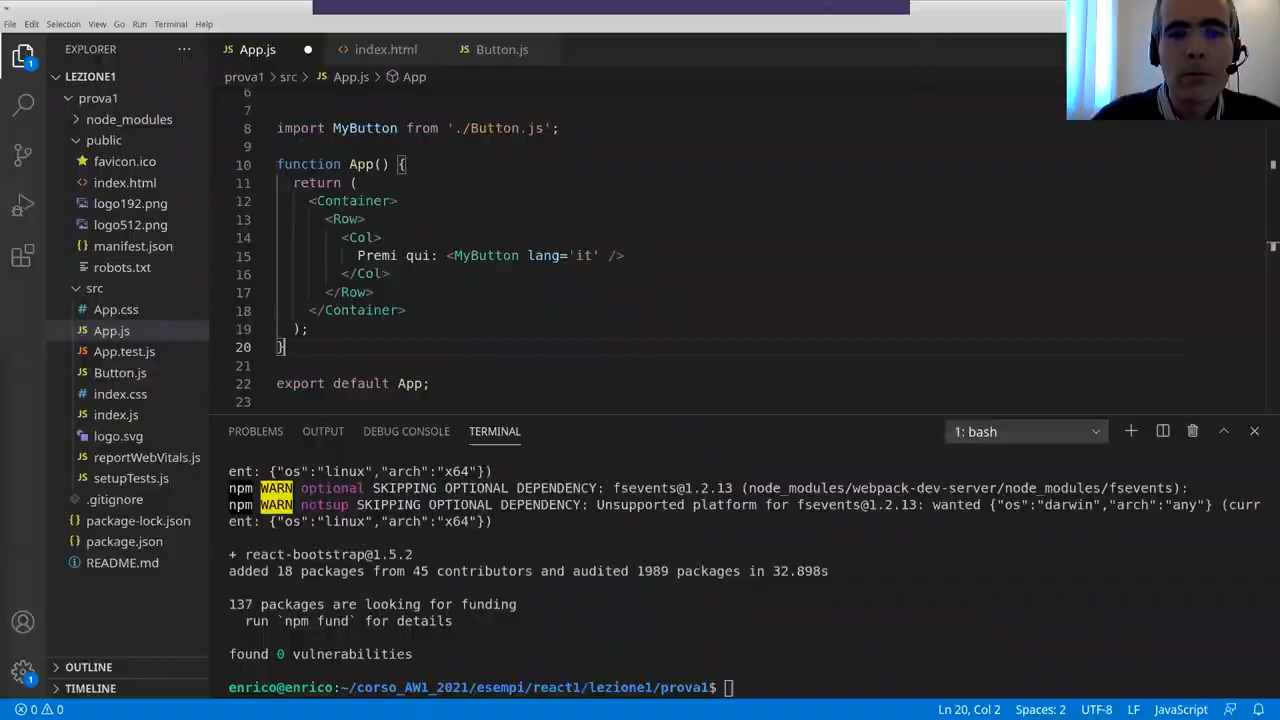 File Edit Selection View Go Run Terminal Help
EXPLORER ···
1
LEZIONE1
prova1
node_modules
public
favicon.ico
index.html
logo192.png
logo512.png
manifest.json
robots.txt
src
App.css
JS App.js
App.test.js
JS Button.js
index.css
JS index.js
logo.svg
JS reportWebVitals.js
JS setupTests.js
.gitignore
package-lock.json
package.json
README.md
OUTLINE
TIMELINE
1
JS App.js ● <> index.html JS Button.js
prova1 > src > JS App.js > App
6
7
8 import MyButton from './Button.js';
9
10 function App() {
11 return (
12 <Container>
13 <Row>
14 <Col>
15 Premi qui: <MyButton lang='it' />
16 </Col>
17 </Row>
18 </Container>
19 );
20 }
21
22 export default App;
23
PROBLEMS OUTPUT DEBUG CONSOLE TERMINAL 1: bash
ent: {"os":"linux","arch":"x64"})
npm WARN optional SKIPPING OPTIONAL DEPENDENCY: fsevents@1.2.13 (node_modules/webpack-dev-server/node_modules/fsevents):
npm WARN notsup SKIPPING OPTIONAL DEPENDENCY: Unsupported platform for fsevents@1.2.13: wanted {"os":"darwin","arch":"any"} (curr
ent: {"os":"linux","arch":"x64"})
+ react-bootstrap@1.5.2
added 18 packages from 45 contributors and audited 1989 packages in 32.898s
137 packages are looking for funding
run `npm fund` for details
found 0 vulnerabilities
enrico@enrico:~/corso_AW1_2021/esempi/react1/lezione1/prova1$
0 0 Ln 20, Col 2 Spaces: 2 UTF-8 LF JavaScript